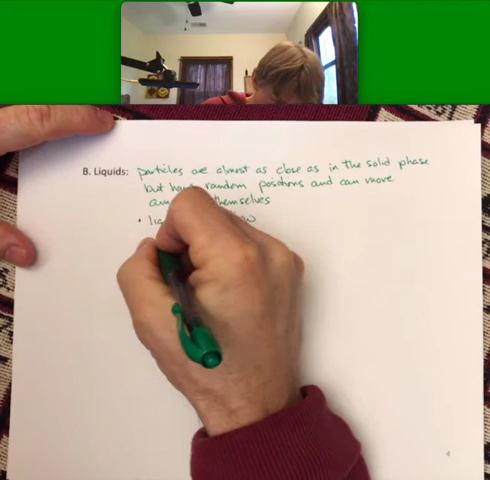 B. Liquids: particles are almost as close as in the solid phase
but have random positions and can move
themselves
•
4